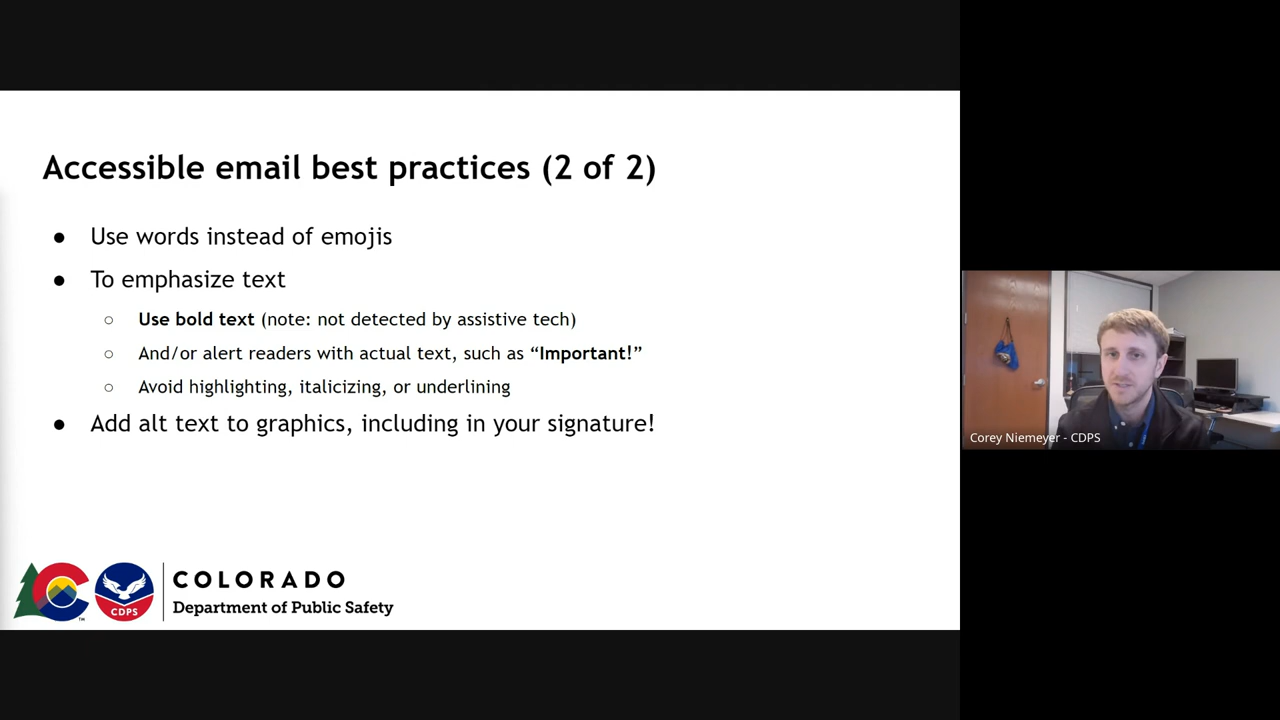 Accessible email best practices (2 of 2)
● Use words instead of emojis
● To emphasize text
○ Use bold text (note: not detected by assistive tech)
○ And/or alert readers with actual text, such as “Important!”
○ Avoid highlighting, italicizing, or underlining
● Add alt text to graphics, including in your signature!
Corey Niemeyer - CDPS
CDPS
TM
COLORADO
Department of Public Safety